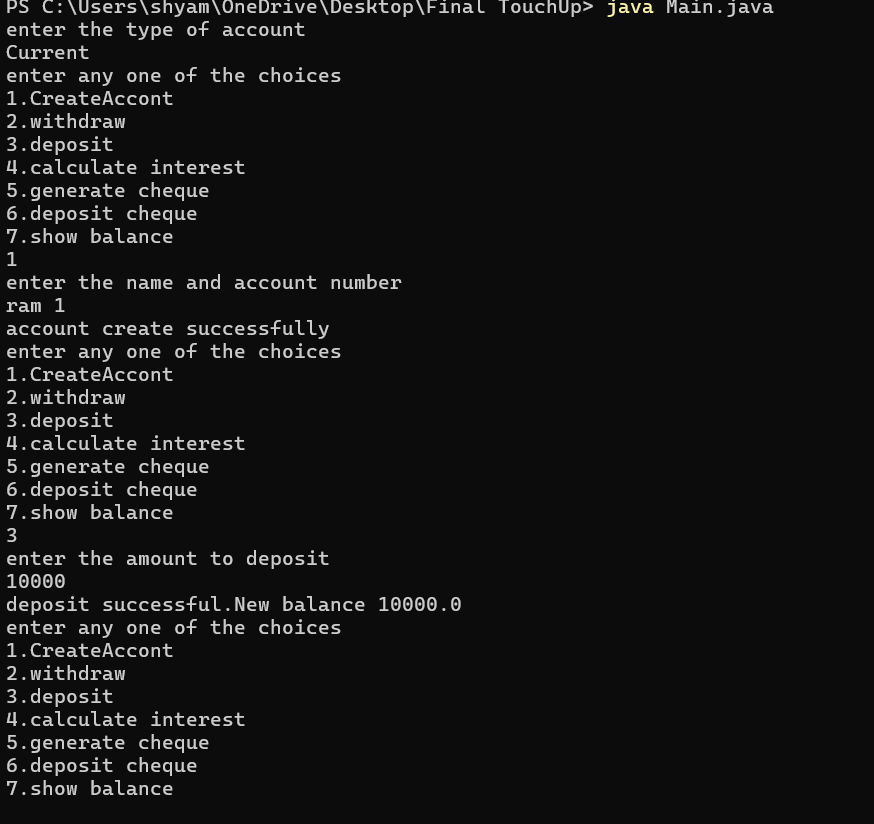 PS C:\Users\shyam\OneDrive\Desktop\Final TouchUp> java Main.java
enter the type of account
Current
enter any one of the choices
1.CreateAccont
2.withdraw
3.deposit
4.calculate interest
5.generate cheque
6.deposit cheque
7.show balance
1
enter the name and account number
ram 1
account create successfully
enter any one of the choices
1.CreateAccont
2.withdraw
3.deposit
4.calculate interest
5.generate cheque
6.deposit cheque
7.show balance
3
enter the amount to deposit
10000
deposit successful.New balance 10000.0
enter any one of the choices
1.CreateAccont
2.withdraw
3.deposit
4.calculate interest
5.generate cheque
6.deposit cheque
7.show balance